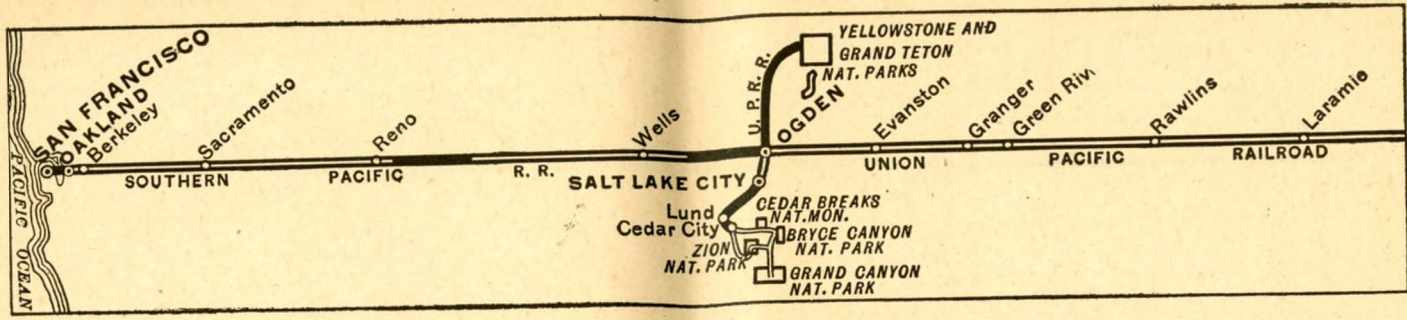 SAN FRANCISCO
OAKLAND
Berkeley
Sacramento
Reno
Wells
U. P. R. R.
YELLOWSTONE AND
GRAND TETON
NAT. PARKS
OGDEN
Evanston
Granger
Green Riv
Rawlins
Laramie
SOUTHERN PACIFIC R. R.
UNION PACIFIC RAILROAD
SALT LAKE CITY
Lund
Cedar City
CEDAR BREAKS
NAT. MON.
BRYCE CANYON
NAT. PARK
ZION
NAT. PARK
GRAND CANYON
NAT. PARK
PACIFIC OCEAN